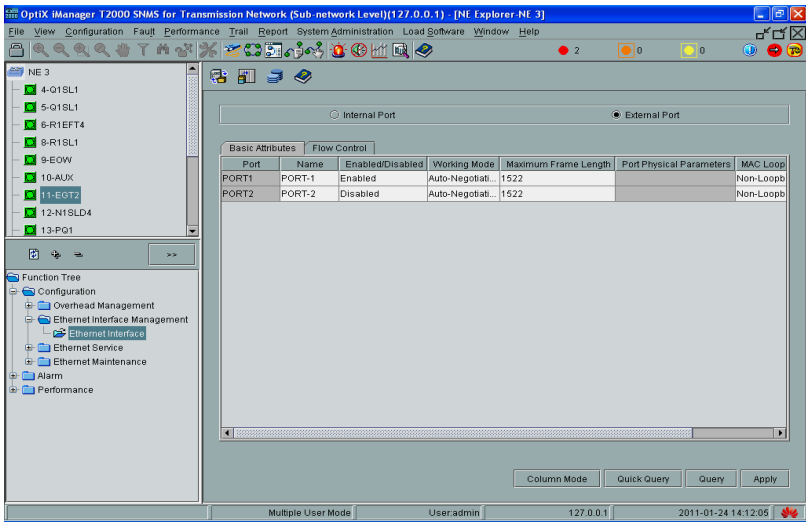 OptiX iManager T2000 SNMS for Transmission Network (Sub-network Level)(127.0.0.1) - [NE Explorer-NE 3]
File View Configuration Fault Performance Trail Report System Administration Load Software Window Help
2 0 0
NE 3
4-Q1SL1
5-Q1SL1
6-R1EFT4
8-R1SL1
9-EOW
10-AUX
11-EGT2
12-N1SLD4
13-PQ1
>>
Function Tree
Configuration
Overhead Management
Ethernet Interface Management
Ethernet Interface
Ethernet Service
Ethernet Maintenance
Alarm
Performance
Internal Port External Port
Basic Attributes Flow Control
Port Name Enabled/Disabled Working Mode Maximum Frame Length Port Physical Parameters MAC Loop
PORT1 PORT-1 Enabled Auto-Negotiati... 1522 Non-Loopb
PORT2 PORT-2 Disabled Auto-Negotiati... 1522 Non-Loopb
Column Mode Quick Query Query Apply
Multiple User Mode User:admin 127.0.0.1 2011-01-24 14:12:05